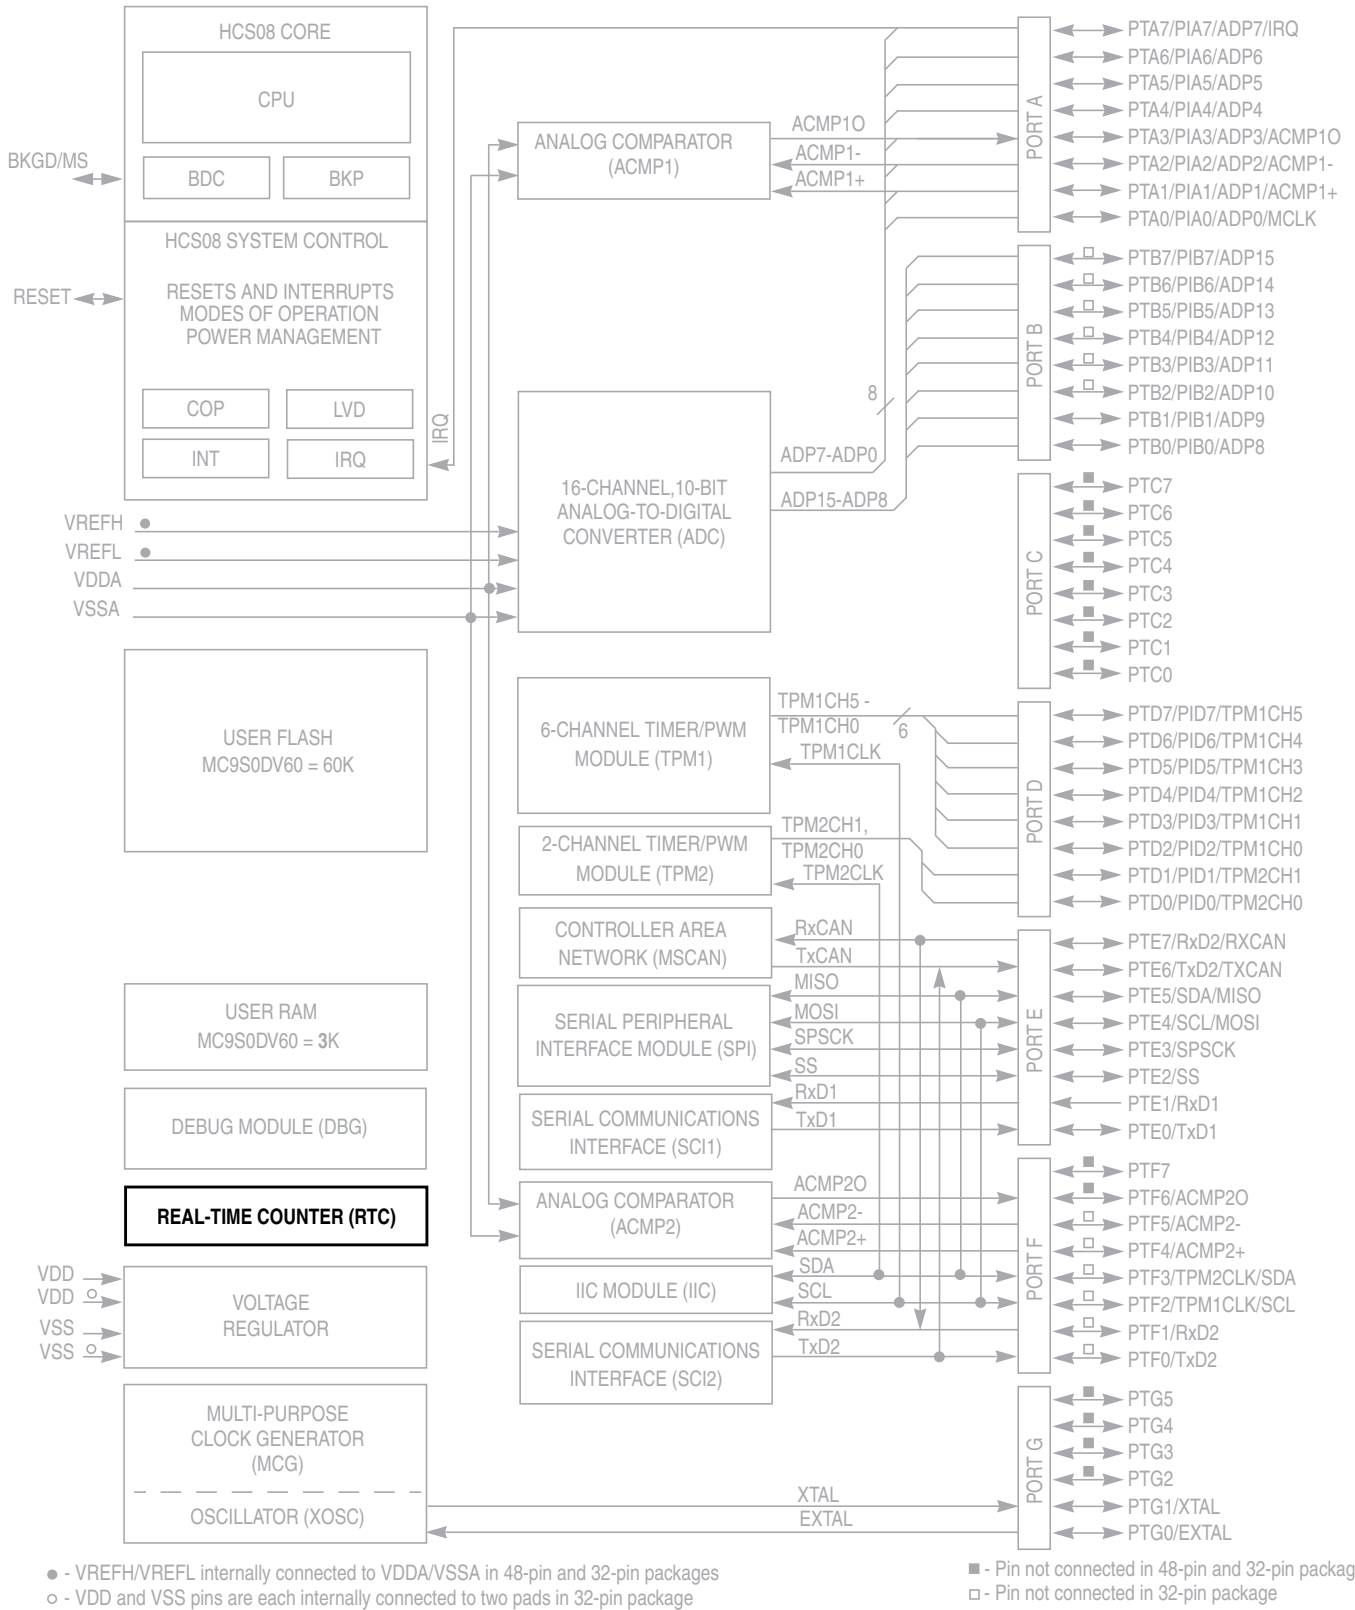 HCS08 CORE
CPU
BDC
BKP
BKGD/MS
HCS08 SYSTEM CONTROL
RESETS AND INTERRUPTS
MODES OF OPERATION
POWER MANAGEMENT
RESET
COP
LVD
INT
IRQ
IRQ
VREFH
VREFL
VDDA
VSSA
USER FLASH
MC9S0DV60 = 60K
USER RAM
MC9S0DV60 = 3K
DEBUG MODULE (DBG)
REAL-TIME COUNTER (RTC)
VDD
VDD
VSS
VSS
VOLTAGE
REGULATOR
MULTI-PURPOSE
CLOCK GENERATOR
(MCG)
OSCILLATOR (XOSC)
ANALOG COMPARATOR
(ACMP1)
ACMP1O
ACMP1-
ACMP1+
16-CHANNEL,10-BIT
ANALOG-TO-DIGITAL
CONVERTER (ADC)
8
ADP7-ADP0
ADP15-ADP8
6-CHANNEL TIMER/PWM
MODULE (TPM1)
TPM1CH5 -
TPM1CH0
6
TPM1CLK
2-CHANNEL TIMER/PWM
MODULE (TPM2)
TPM2CH1,
TPM2CH0
TPM2CLK
CONTROLLER AREA
NETWORK (MSCAN)
RxCAN
TxCAN
SERIAL PERIPHERAL
INTERFACE MODULE (SPI)
MISO
MOSI
SPSCK
SS
SERIAL COMMUNICATIONS
INTERFACE (SCI1)
RxD1
TxD1
ANALOG COMPARATOR
(ACMP2)
ACMP2O
ACMP2-
ACMP2+
IIC MODULE (IIC)
SDA
SCL
SERIAL COMMUNICATIONS
INTERFACE (SCI2)
RxD2
TxD2
XTAL
EXTAL
PORT A
PTA7/PIA7/ADP7/IRQ
PTA6/PIA6/ADP6
PTA5/PIA5/ADP5
PTA4/PIA4/ADP4
PTA3/PIA3/ADP3/ACMP1O
PTA2/PIA2/ADP2/ACMP1-
PTA1/PIA1/ADP1/ACMP1+
PTA0/PIA0/ADP0/MCLK
PORT B
PTB7/PIB7/ADP15
PTB6/PIB6/ADP14
PTB5/PIB5/ADP13
PTB4/PIB4/ADP12
PTB3/PIB3/ADP11
PTB2/PIB2/ADP10
PTB1/PIB1/ADP9
PTB0/PIB0/ADP8
PORT C
PTC7
PTC6
PTC5
PTC4
PTC3
PTC2
PTC1
PTC0
PORT D
PTD7/PID7/TPM1CH5
PTD6/PID6/TPM1CH4
PTD5/PID5/TPM1CH3
PTD4/PID4/TPM1CH2
PTD3/PID3/TPM1CH1
PTD2/PID2/TPM1CH0
PTD1/PID1/TPM2CH1
PTD0/PID0/TPM2CH0
PORT E
PTE7/RxD2/RXCAN
PTE6/TxD2/TXCAN
PTE5/SDA/MISO
PTE4/SCL/MOSI
PTE3/SPSCK
PTE2/SS
PTE1/RxD1
PTE0/TxD1
PORT F
PTF7
PTF6/ACMP2O
PTF5/ACMP2-
PTF4/ACMP2+
PTF3/TPM2CLK/SDA
PTF2/TPM1CLK/SCL
PTF1/RxD2
PTF0/TxD2
PORT G
PTG5
PTG4
PTG3
PTG2
PTG1/XTAL
PTG0/EXTAL
● - VREFH/VREFL internally connected to VDDA/VSSA in 48-pin and 32-pin packages
○ - VDD and VSS pins are each internally connected to two pads in 32-pin package
■ - Pin not connected in 48-pin and 32-pin packag
□ - Pin not connected in 32-pin package